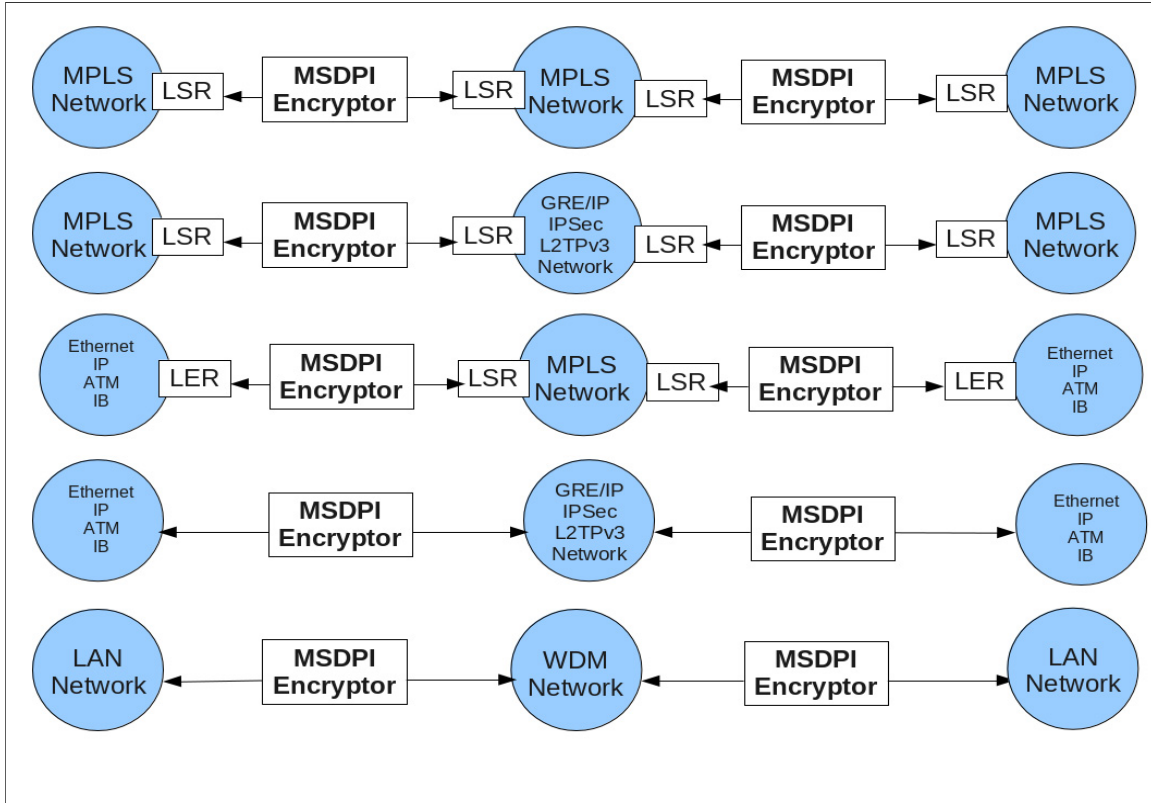 MPLS
Network
LSR
MSDPI
Encryptor
LSR
MPLS
Network
LSR
MSDPI
Encryptor
LSR
MPLS
Network
MPLS
Network
LSR
MSDPI
Encryptor
LSR
GRE/IP
IPSec
L2TPv3
Network
LSR
MSDPI
Encryptor
LSR
MPLS
Network
Ethernet
IP
ATM
IB
LER
MSDPI
Encryptor
LSR
MPLS
Network
LSR
MSDPI
Encryptor
LER
Ethernet
IP
ATM
IB
Ethernet
IP
ATM
IB
MSDPI
Encryptor
GRE/IP
IPSec
L2TPv3
Network
MSDPI
Encryptor
Ethernet
IP
ATM
IB
LAN
Network
MSDPI
Encryptor
WDM
Network
MSDPI
Encryptor
LAN
Network